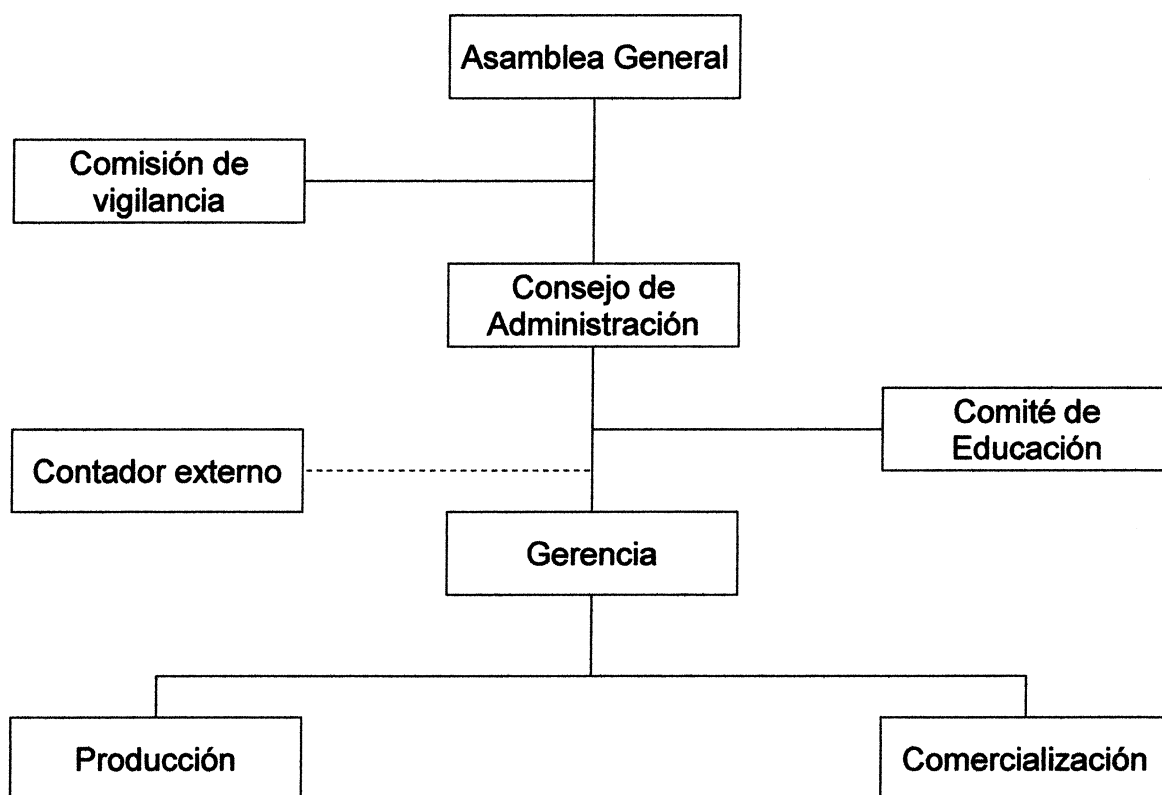 Asamblea General
Comisión de
vigilancia
Consejo de
Administración
Comité de
Educación
Contador externo
Gerencia
Producción
Comercialización